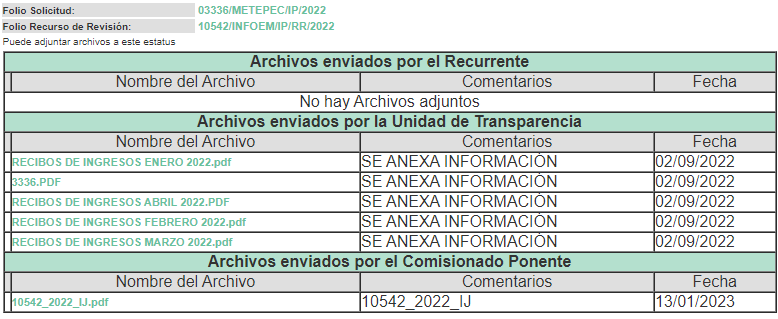 Folio Solicitud: 03336/METEPEC/IP/2022
Folio Recurso de Revisión: 10542/INFOEM/IP/RR/2022
Puede adjuntar archivos a este estatus
Archivos enviados por el Recurrente
Nombre del Archivo Comentarios Fecha
No hay Archivos adjuntos
Archivos enviados por la Unidad de Transparencia
Nombre del Archivo Comentarios Fecha
RECIBOS DE INGRESOS ENERO 2022.pdf SE ANEXA INFORMACIÓN 02/09/2022
3336.PDF SE ANEXA INFORMACIÓN 02/09/2022
RECIBOS DE INGRESOS ABRIL 2022.PDF SE ANEXA INFORMACIÓN 02/09/2022
RECIBOS DE INGRESOS FEBRERO 2022.pdf SE ANEXA INFORMACIÓN 02/09/2022
RECIBOS DE INGRESOS MARZO 2022.pdf SE ANEXA INFORMACIÓN 02/09/2022
Archivos enviados por el Comisionado Ponente
Nombre del Archivo Comentarios Fecha
10542_2022_IJ.pdf 10542_2022_IJ 13/01/2023